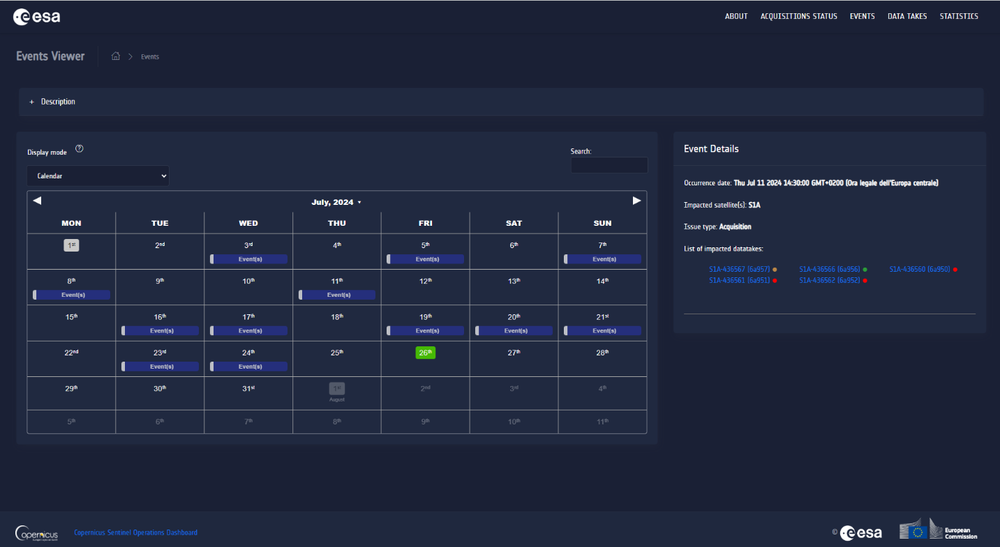 esa
ABOUT ACQUISITIONS STATUS EVENTS DATA TAKES STATISTICS
Events Viewer
Events
+ Description
Display mode ?
Calendar
Search:
July, 2024
MON TUE WED THU FRI SAT SUN
1st 2nd 3rd 4th 5th 6th 7th
Event(s) Event(s) Event(s)
8th 9th 10th 11th 12th 13th 14th
Event(s) Event(s)
15th 16th 17th 18th 19th 20th 21st
Event(s) Event(s) Event(s) Event(s) Event(s)
22nd 23rd 24th 25th 26th 27th 28th
Event(s) Event(s)
29th 30th 31st 1st 2nd 3rd 4th
August
5th 6th 7th 8th 9th 10th 11th
Event Details
Occurrence date: Thu Jul 11 2024 14:30:00 GMT+0200 (Ora legale dell'Europa centrale)
Impacted satellite(s): S1A
Issue type: Acquisition
List of impacted datatakes:
S1A-436567 (6a957) S1A-436566 (6a956) S1A-436560 (6a950)
S1A-436561 (6a951) S1A-436562 (6a952)
opernicus
Copernicus Sentinel Operations Dashboard
© esa
European
Commission